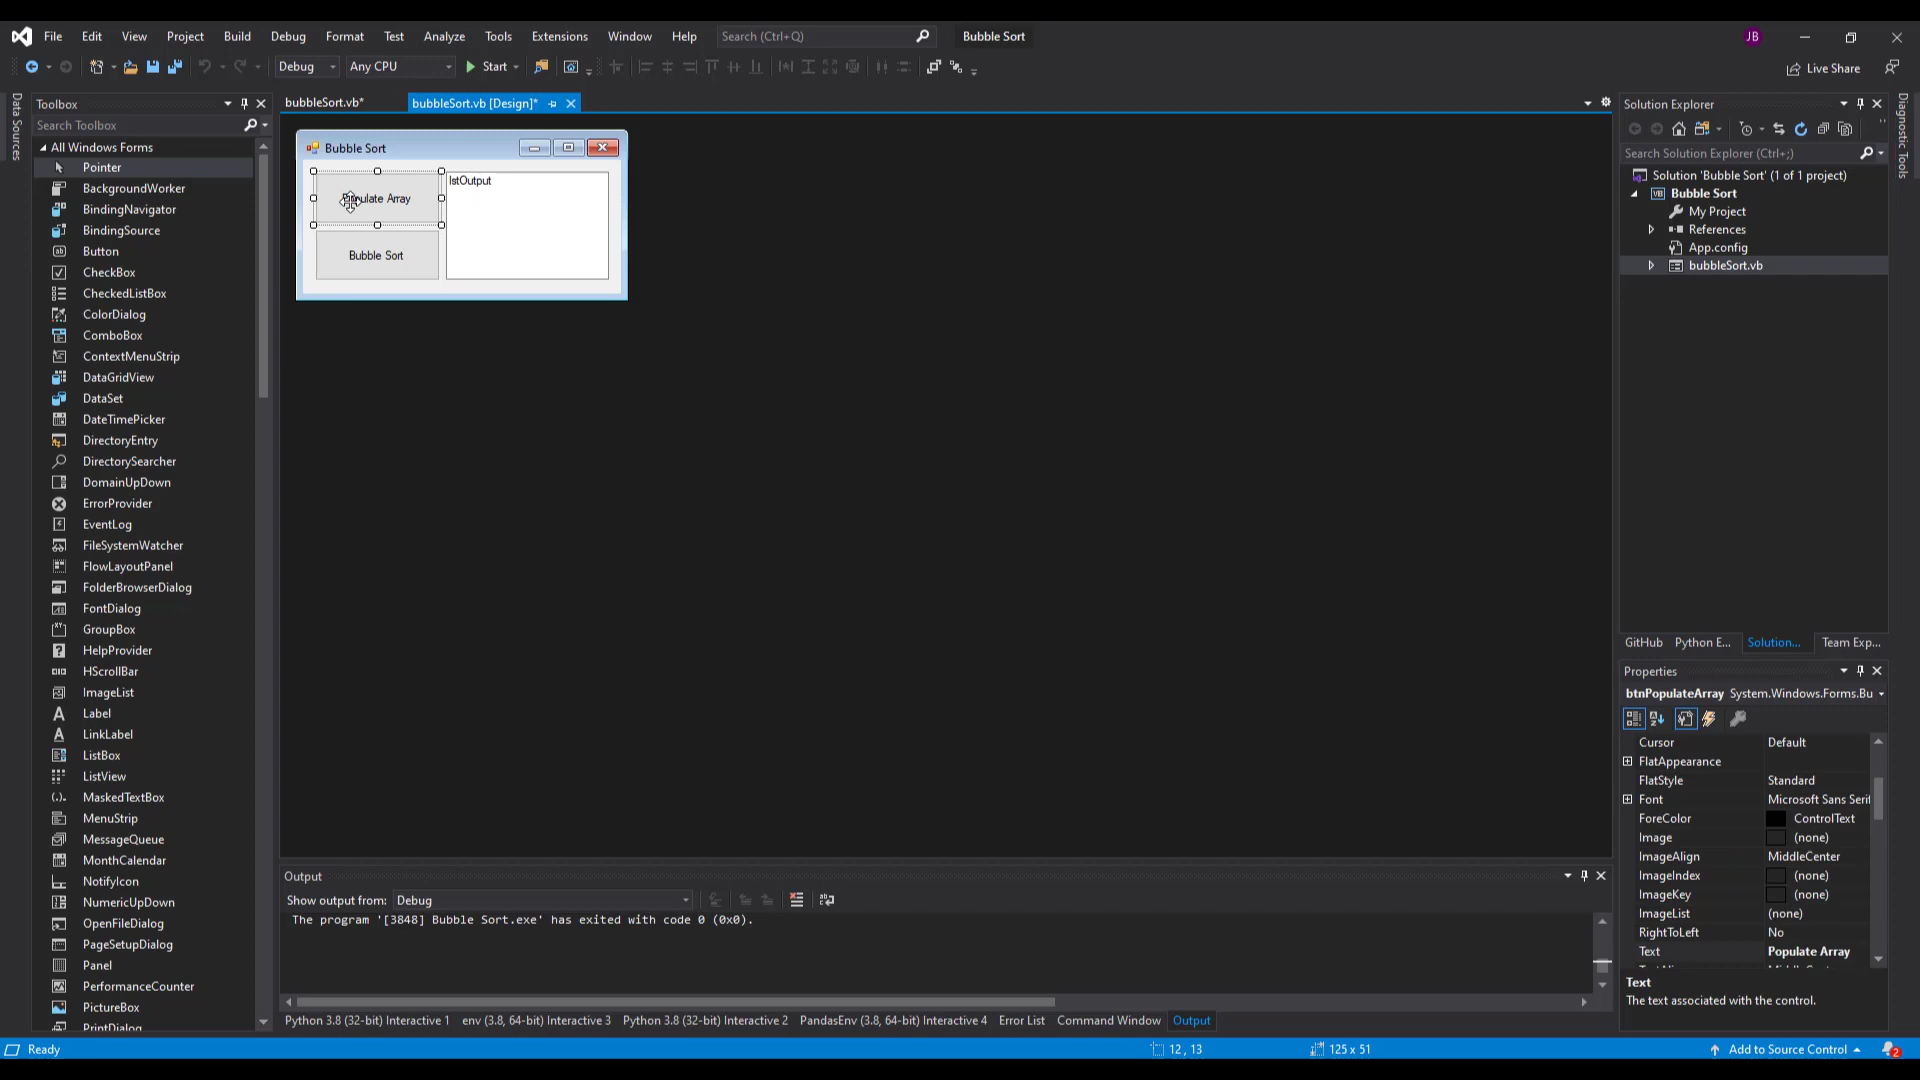 File Edit View Project Build Debug Format Test Analyze Tools Extensions Window Help Search (Ctrl+Q) Bubble Sort JB
Debug Any CPU Start Live Share
Data Sources
Toolbox
Search Toolbox
All Windows Forms
Pointer
BackgroundWorker
BindingNavigator
BindingSource
Button
CheckBox
CheckedListBox
ColorDialog
ComboBox
ContextMenuStrip
DataGridView
DataSet
DateTimePicker
DirectoryEntry
DirectorySearcher
DomainUpDown
ErrorProvider
EventLog
FileSystemWatcher
FlowLayoutPanel
FolderBrowserDialog
FontDialog
GroupBox
HelpProvider
HScrollBar
ImageList
Label
LinkLabel
ListBox
ListView
MaskedTextBox
MenuStrip
MessageQueue
MonthCalendar
NotifyIcon
NumericUpDown
OpenFileDialog
PageSetupDialog
Panel
PerformanceCounter
PictureBox
PrintDialog
bubbleSort.vb* bubbleSort.vb [Design]*
Bubble Sort
Populate Array
lstOutput
Bubble Sort
Output
Show output from: Debug
The program '[3848] Bubble Sort.exe' has exited with code 0 (0x0).
Python 3.8 (32-bit) Interactive 1 env (3.8, 64-bit) Interactive 3 Python 3.8 (32-bit) Interactive 2 PandasEnv (3.8, 64-bit) Interactive 4 Error List Command Window Output
Solution Explorer
Search Solution Explorer (Ctrl+;)
Solution 'Bubble Sort' (1 of 1 project)
VB Bubble Sort
My Project
References
App.config
bubbleSort.vb
GitHub Python E... Solution... Team Exp...
Properties
btnPopulateArray System.Windows.Forms.Bu
Cursor Default
FlatAppearance
FlatStyle Standard
Font Microsoft Sans Serif
ForeColor ControlText
Image (none)
ImageAlign MiddleCenter
ImageIndex (none)
ImageKey (none)
ImageList (none)
RightToLeft No
Text Populate Array
Text
The text associated with the control.
Diagnostic Tools
Ready 12 , 13 125 x 51 Add to Source Control 2